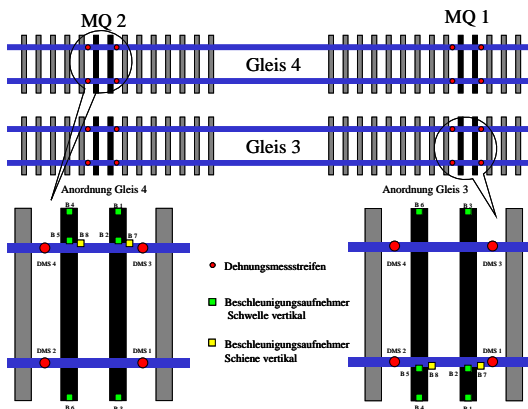 MQ 2
MQ 1
Gleis 4
Gleis 3
Anordnung Gleis 4
Anordnung Gleis 3
B 4
B 1
B 5
B 8
B 2
B 7
DMS 4
DMS 3
DMS 2
DMS 1
B 6
Dehnungsmessstreifen
Beschleunigungsaufnehmer
Schwelle vertikal
Beschleunigungsaufnehmer
Schiene vertikal
B 6
B 3
DMS 4
DMS 3
DMS 2
DMS 1
B 5
B 8
B 2
B 7
B 4
B 1